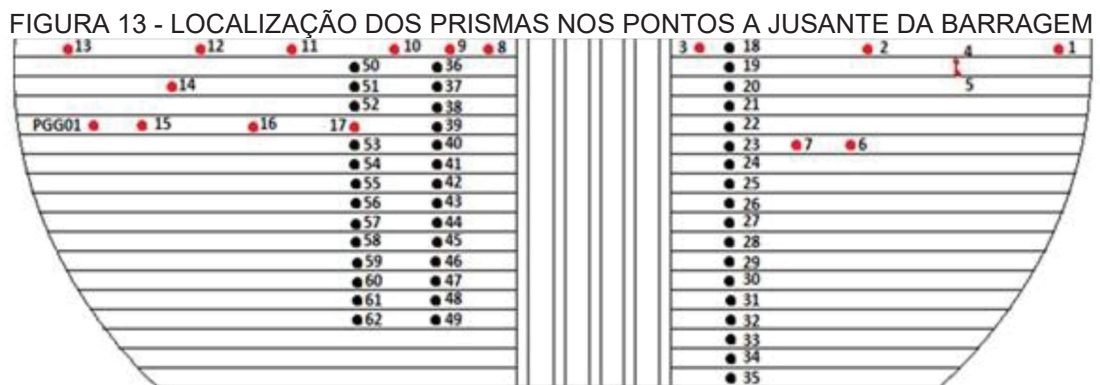 FIGURA 13 - LOCALIZAÇÃO DOS PRISMAS NOS PONTOS A JUSANTE DA BARRAGEM
13 12 11 10 9 8 3 18 2 4 1
50 36 19
14 51 37 20 5
52 38 21
PGG01 15 16 17 39 22
53 40 23 7 6
54 41 24
55 42 25
56 43 26
57 44 27
58 45 28
59 46 29
60 47 30
61 48 31
62 49 32
33
34
35